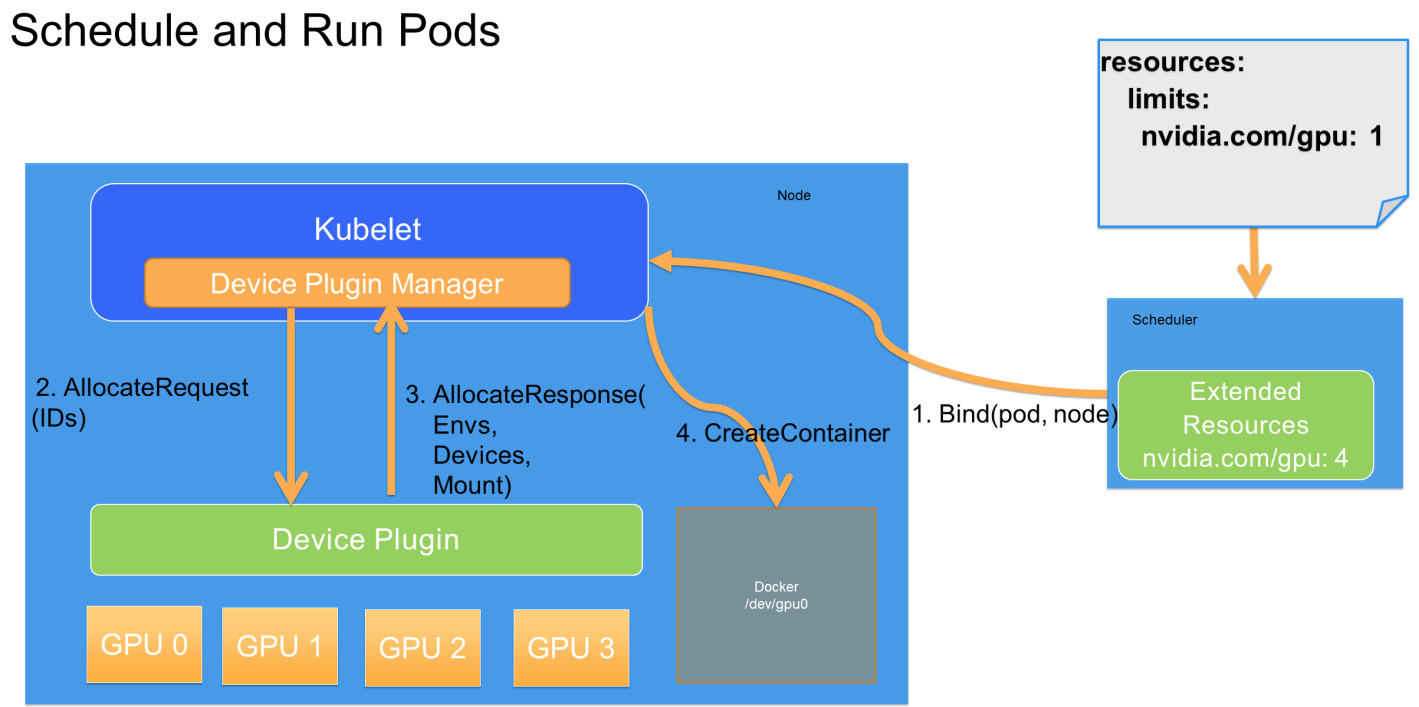 Schedule and Run Pods
resources:
limits:
nvidia.com/gpu: 1
Node
Kubelet
Device Plugin Manager
Scheduler
Extended
Resources
nvidia.com/gpu: 4
1. Bind(pod, node)
2. AllocateRequest
(IDs)
3. AllocateResponse(
Envs,
Devices,
Mount)
4. CreateContainer
Device Plugin
Docker
/dev/gpu0
GPU 0
GPU 1
GPU 2
GPU 3